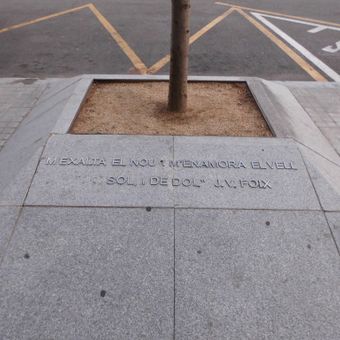 M'EXALTA EL NOU I M'ENAMORA EL VELL
SOL, I DE DOL" J.V. FOIX